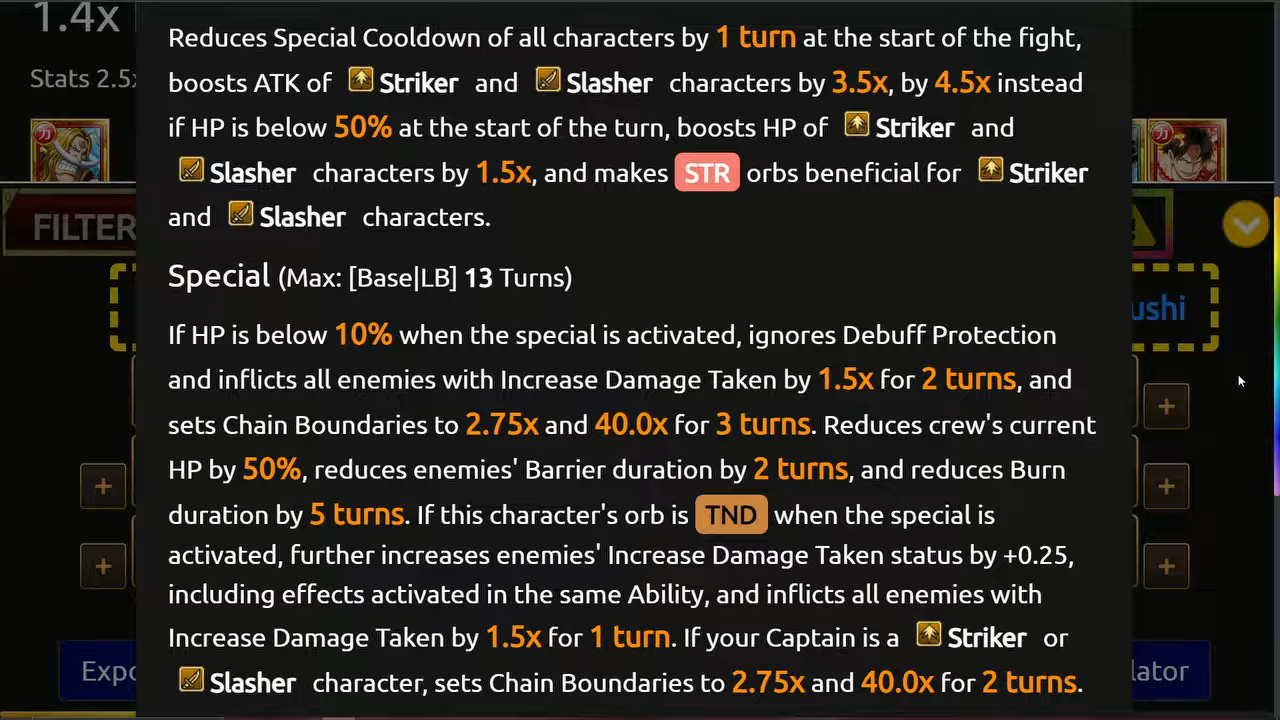 1.4x
Stats 2.5x
FILTER
Expo
Reduces Special Cooldown of all characters by 1 turn at the start of the fight,
boosts ATK of Striker and Slasher characters by 3.5x, by 4.5x instead
if HP is below 50% at the start of the turn, boosts HP of Striker and
Slasher characters by 1.5x, and makes STR orbs beneficial for Striker
and Slasher characters.
Special (Max: [Base|LB] 13 Turns)
If HP is below 10% when the special is activated, ignores Debuff Protection
and inflicts all enemies with Increase Damage Taken by 1.5x for 2 turns, and
sets Chain Boundaries to 2.75x and 40.0x for 3 turns. Reduces crew's current
HP by 50%, reduces enemies' Barrier duration by 2 turns, and reduces Burn
duration by 5 turns. If this character's orb is TND when the special is
activated, further increases enemies' Increase Damage Taken status by +0.25,
including effects activated in the same Ability, and inflicts all enemies with
Increase Damage Taken by 1.5x for 1 turn. If your Captain is a Striker or
Slasher character, sets Chain Boundaries to 2.75x and 40.0x for 2 turns.
ushi
lator